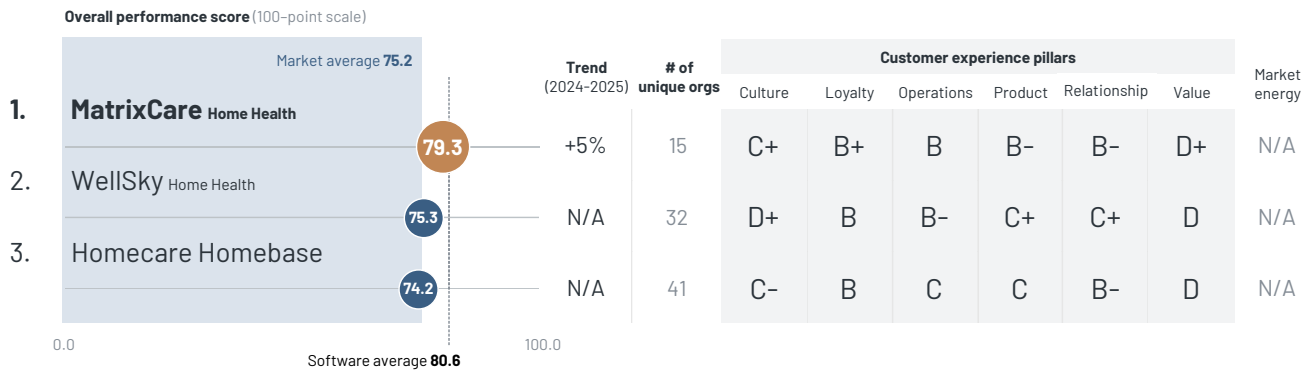 Overall performance score (100-point scale)
Market average 75.2
Trend
(2024-2025)
# of
unique orgs
Customer experience pillars
Culture Loyalty Operations Product Relationship Value
Market
energy
1. MatrixCare Home Health
79.3 +5% 15 C+ B+ B B- B- D+ N/A
2. WellSky Home Health
75.3 N/A 32 D+ B B- C+ C+ D N/A
3. Homecare Homebase
74.2 N/A 41 C- B C C B- D N/A
0.0 100.0
Software average 80.6